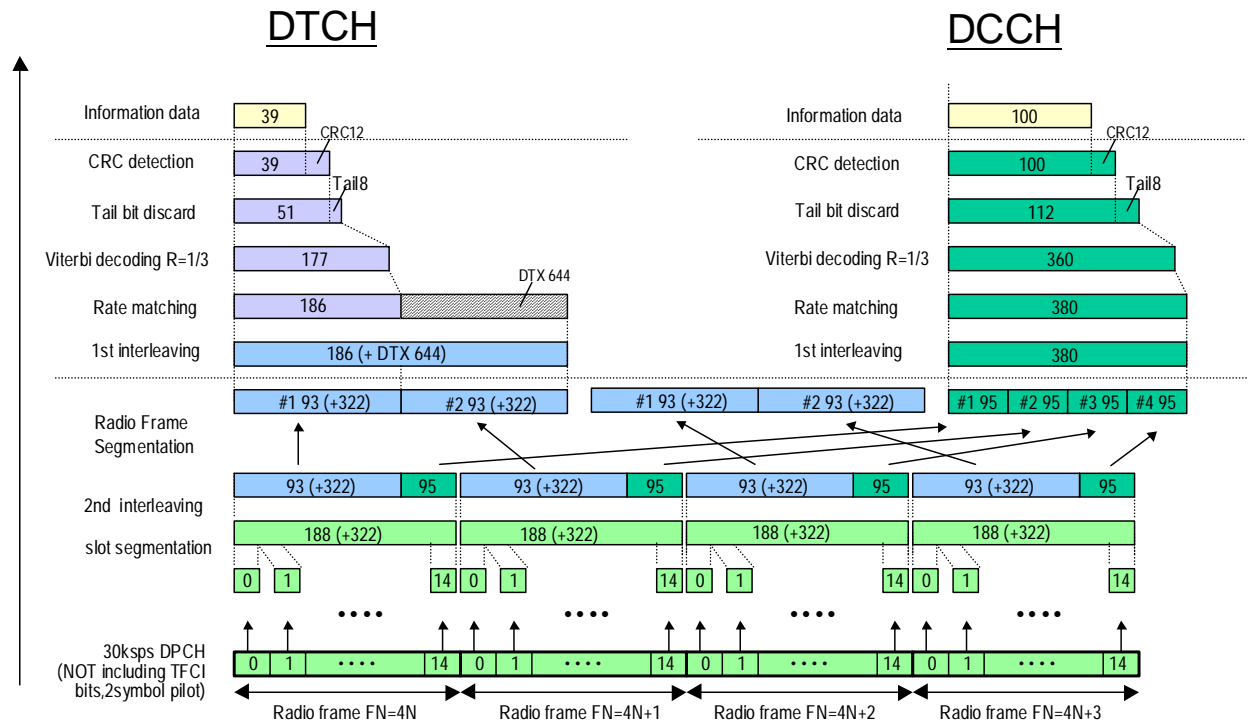 DTCH
DCCH
Information data
39
Information data
100
CRC12
CRC12
CRC detection
39
CRC detection
100
Tail8
Tail8
Tail bit discard
51
Tail bit discard
112
Viterbi decoding R=1/3
177
Viterbi decoding R=1/3
360
DTX 644
Rate matching
186
Rate matching
380
1st interleaving
186 (+ DTX 644)
1st interleaving
380
Radio Frame
Segmentation
#1 93 (+322)
#2 93 (+322)
#1 93 (+322)
#2 93 (+322)
#1 95
#2 95
#3 95
#4 95
2nd interleaving
93 (+322)
95
93 (+322)
95
93 (+322)
95
93 (+322)
95
slot segmentation
188 (+322)
188 (+322)
188 (+322)
188 (+322)
0 1 14 0 1 14 0 1 14 0 1 14
•••• •••• •••• ••••
30ksps DPCH
(NOT including TFCI
bits,2symbol pilot)
0 1 •••• 14 0 1 •••• 14 0 1 •••• 14 0 1 •••• 14
Radio frame FN=4N
Radio frame FN=4N+1
Radio frame FN=4N+2
Radio frame FN=4N+3